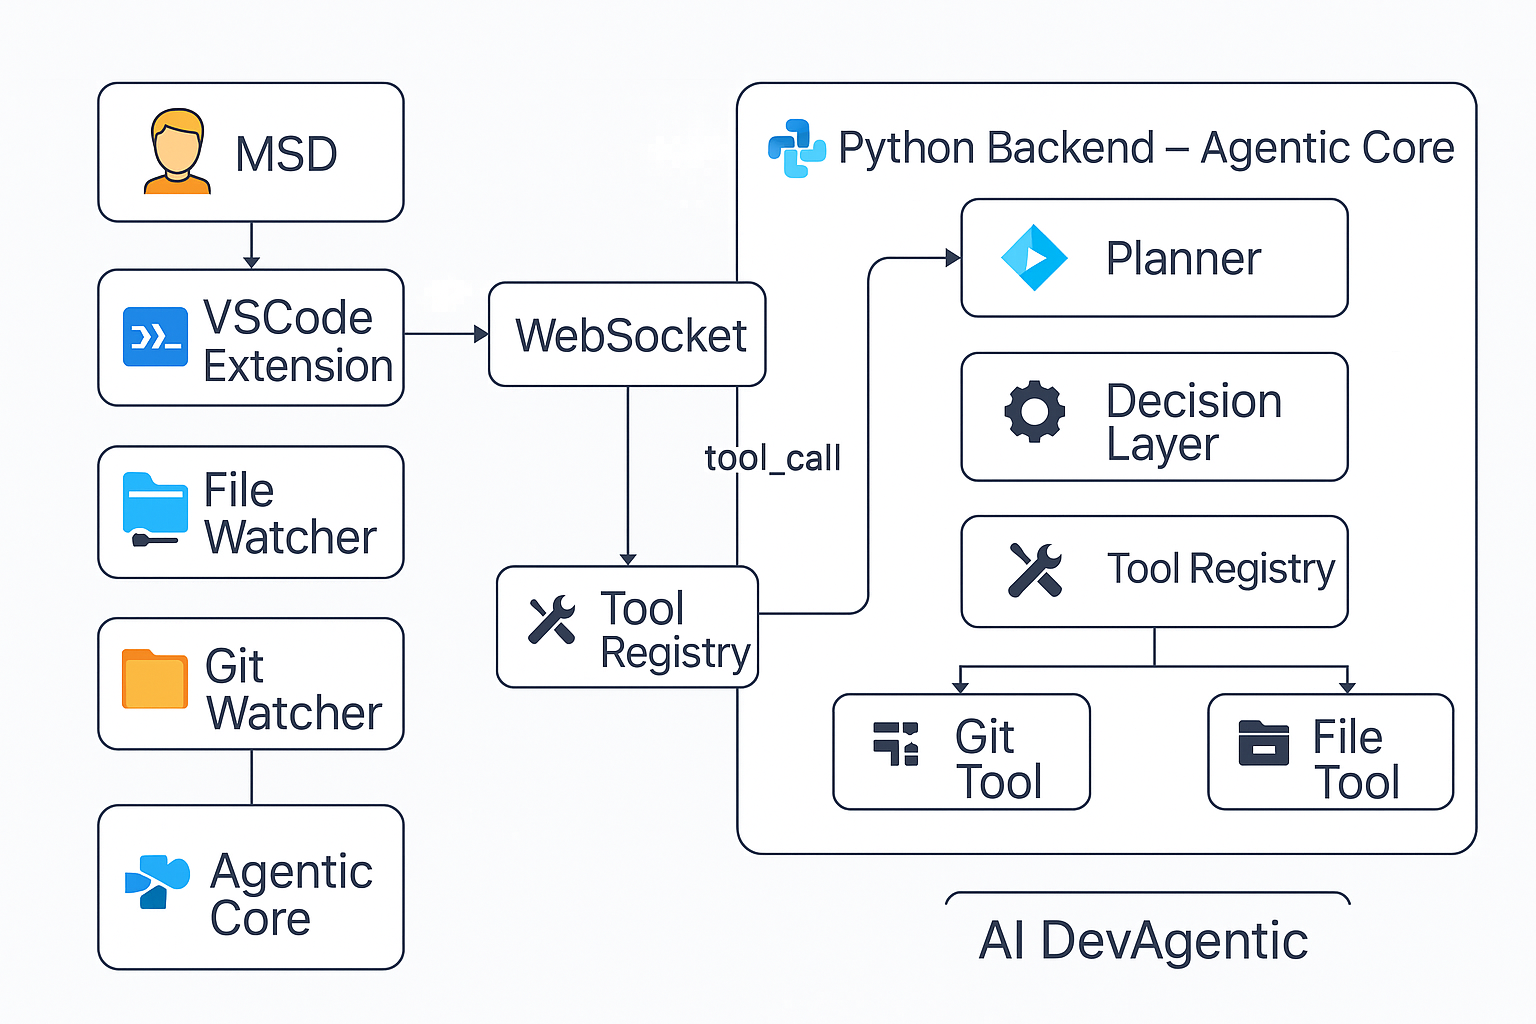 MSD
VSCode
Extension
File
Watcher
Git
Watcher
Agentic
Core
WebSocket
tool_call
Tool
Registry
Python Backend – Agentic Core
Planner
Decision
Layer
Tool Registry
Git
Tool
File
Tool
AI DevAgentic